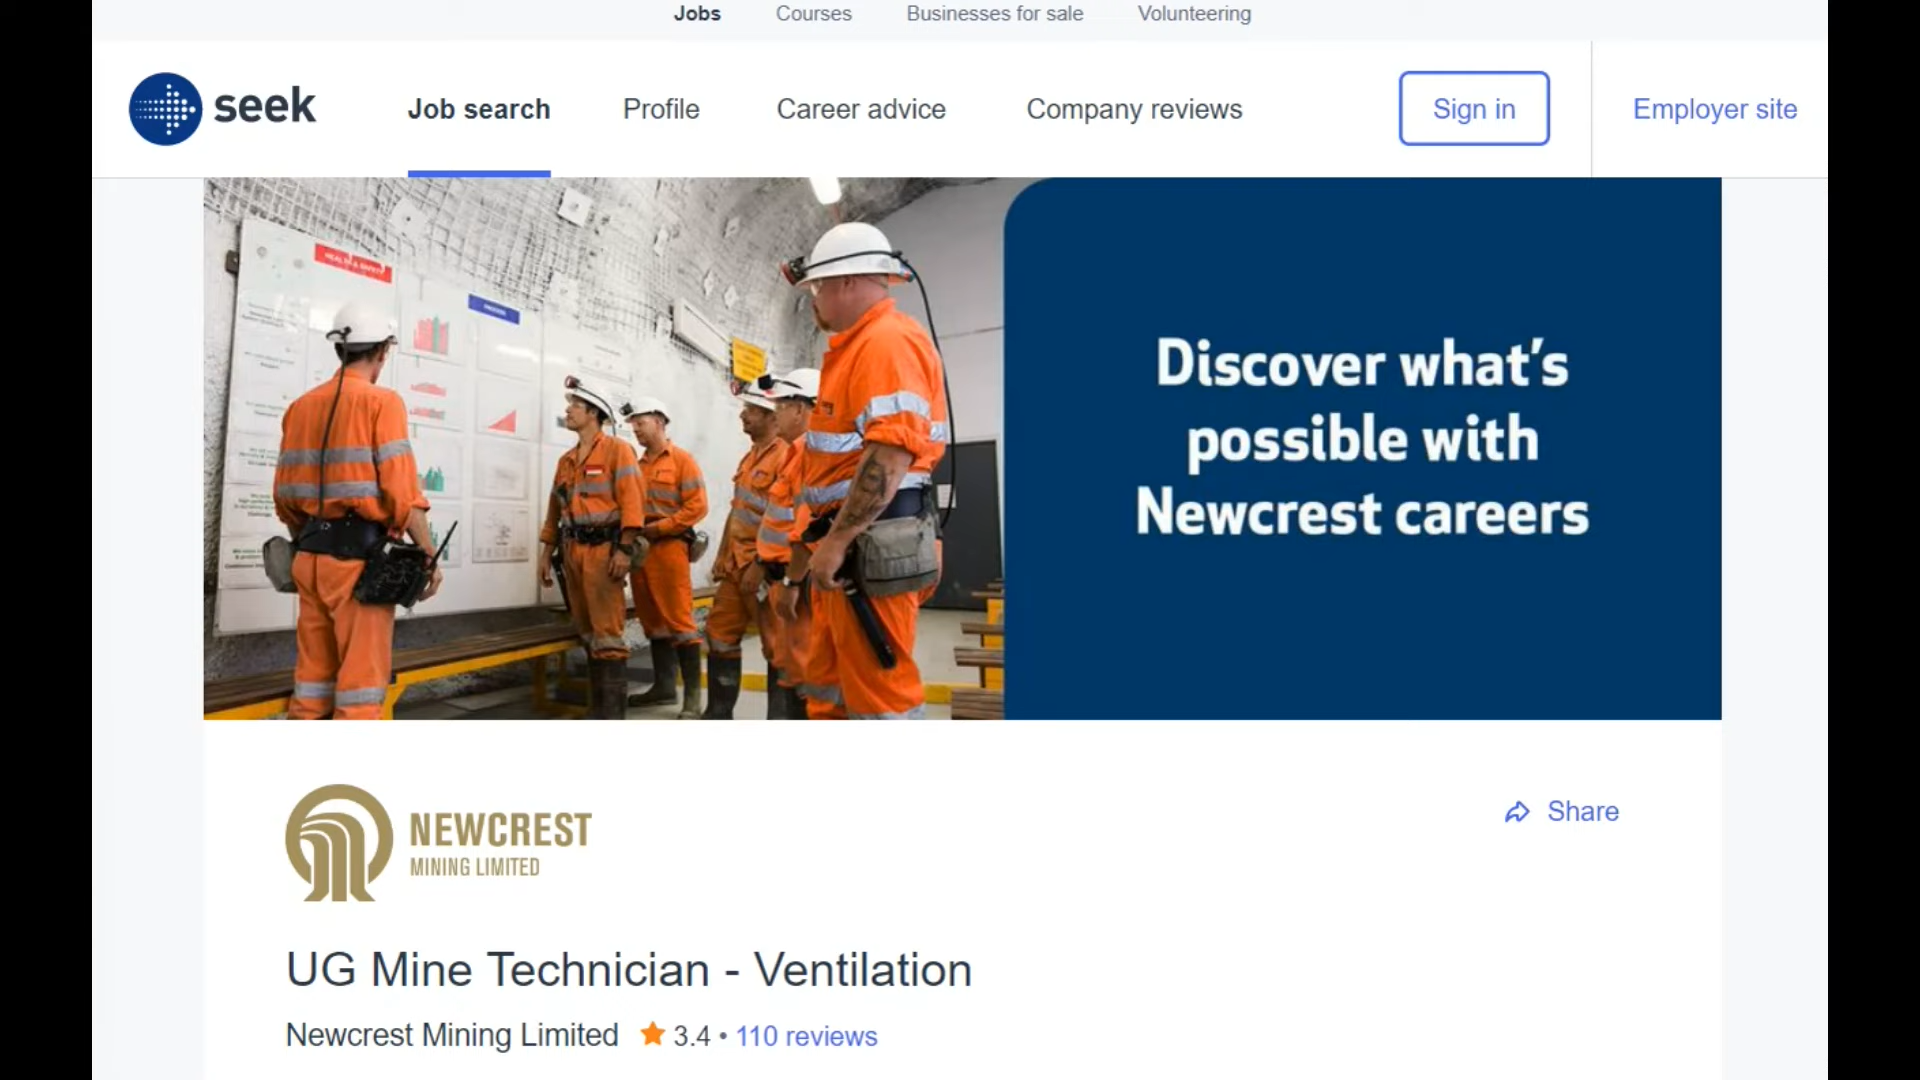 Jobs Courses Businesses for sale Volunteering
seek Job search Profile Career advice Company reviews Sign in Employer site
HEALTH & SAFETY
Discover what's
possible with
Newcrest careers
NEWCREST
MINING LIMITED
Share
UG Mine Technician - Ventilation
Newcrest Mining Limited 3.4 • 110 reviews